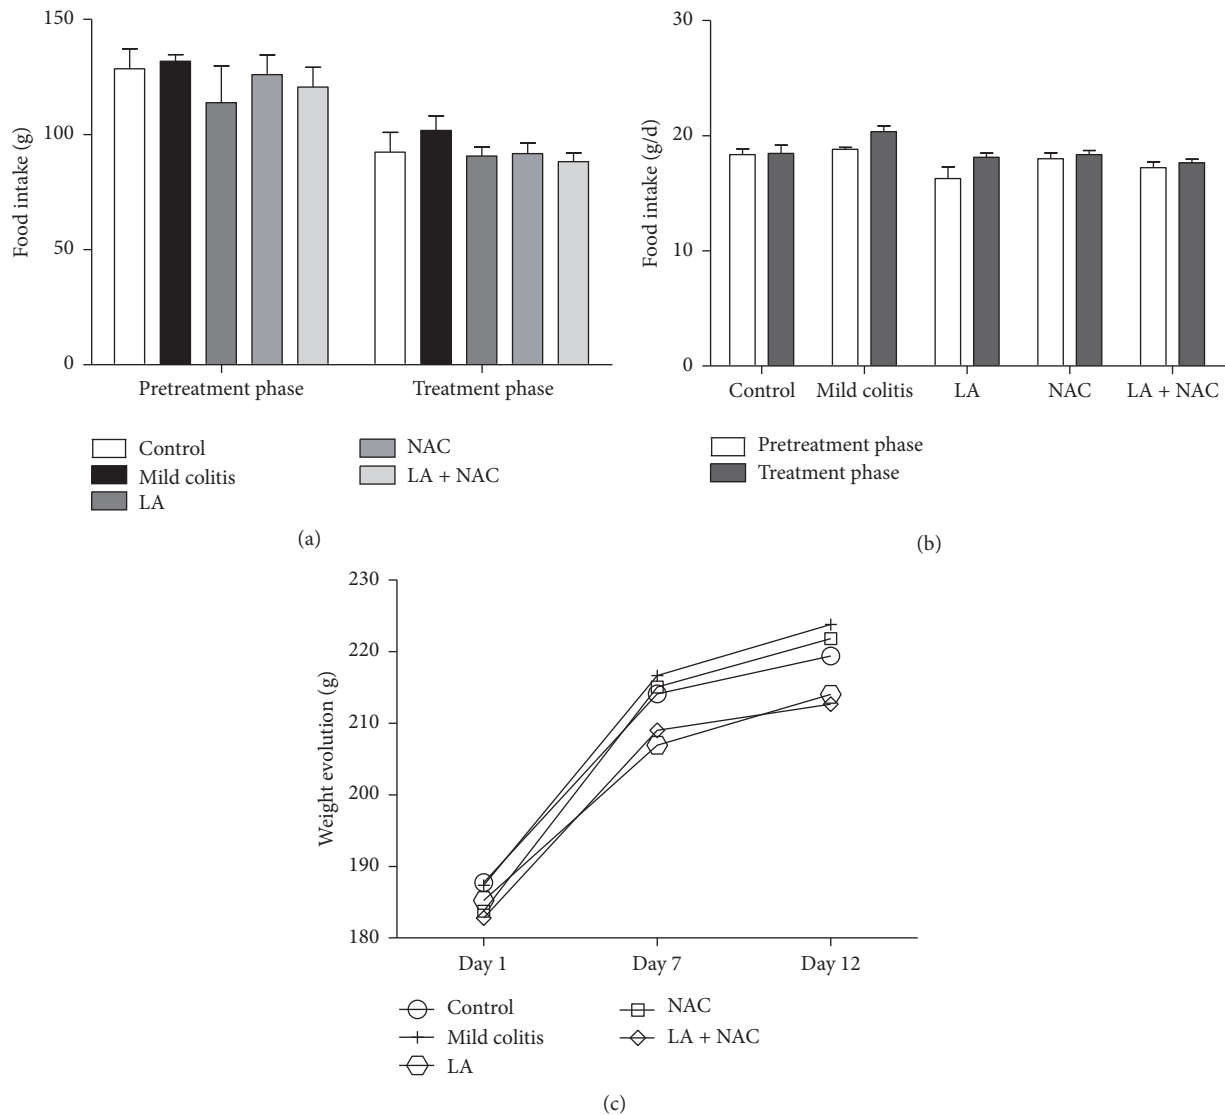 150
100
50
0
Food intake (g)
Pretreatment phase
Treatment phase
Control
Mild colitis
LA
NAC
LA + NAC
(a)
30
20
10
0
Food intake (g/d)
Control
Mild colitis
LA
NAC
LA + NAC
Pretreatment phase
Treatment phase
(b)
230
220
210
200
190
180
Weight evolution (g)
Day 1
Day 7
Day 12
Control
Mild colitis
LA
NAC
LA + NAC
(c)